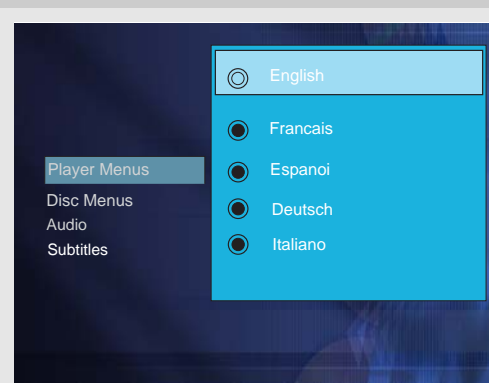 Player Menus
Disc Menus
Audio
Subtitles
English
Francais
Espanoi
Deutsch
Italiano